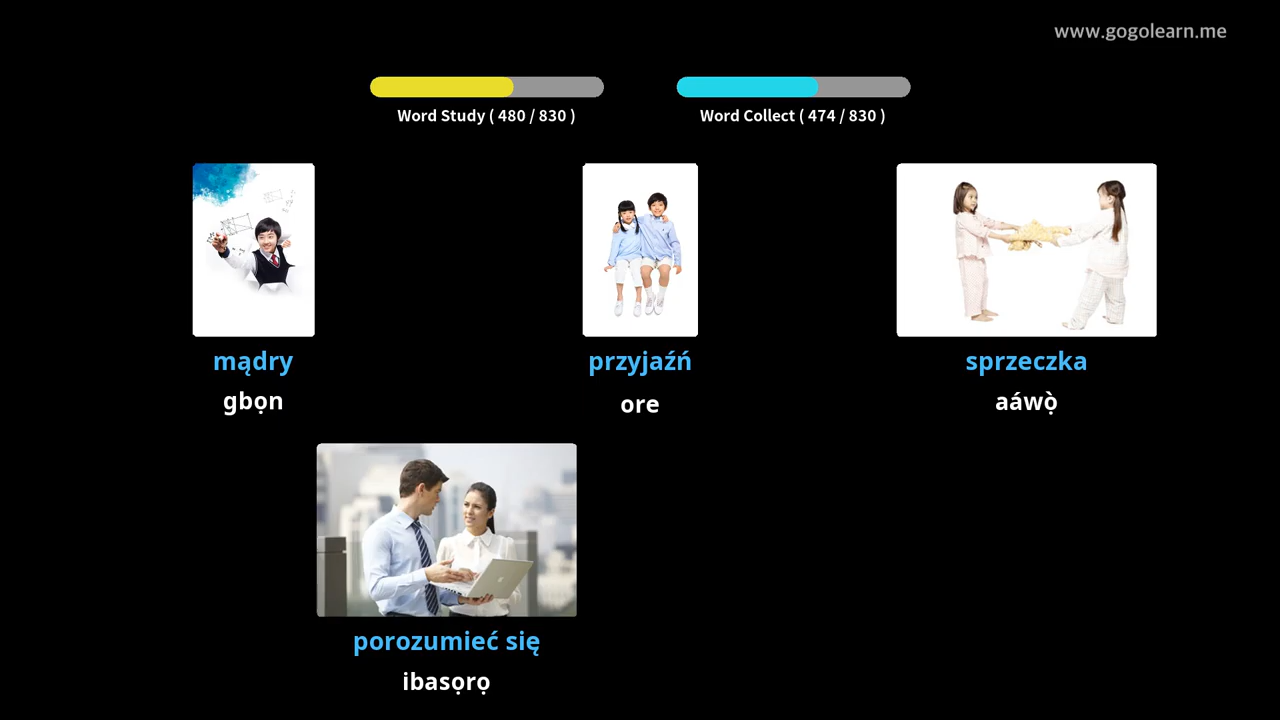 www.gogolearn.me
Word Study ( 480 / 830 )
Word Collect ( 474 / 830 )
mądry
gbọn
przyjaźń
ore
sprzeczka
aáwọ̀
porozumieć się
ibasọrọ